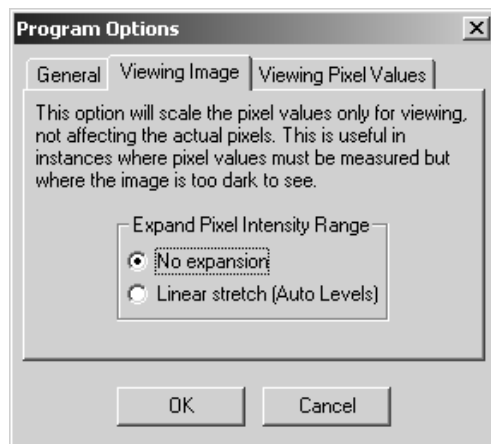 Program Options
General
Viewing Image
Viewing Pixel Values
This option will scale the pixel values only for viewing,
not affecting the actual pixels. This is useful in
instances where pixel values must be measured but
where the image is too dark to see.
Expand Pixel Intensity Range
No expansion
Linear stretch (Auto Levels)
OK
Cancel